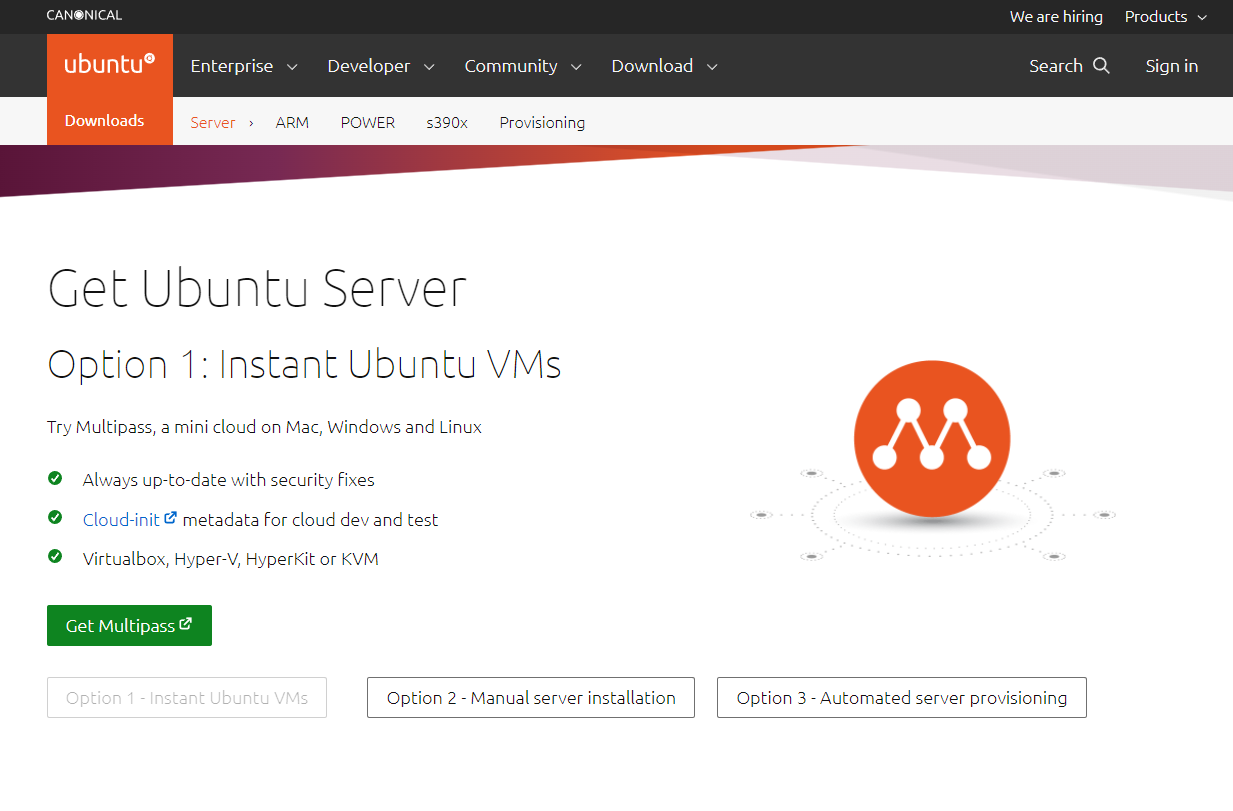 CANONICAL
We are hiring Products
ubuntu
Enterprise Developer Community Download Search Sign in
Downloads Server › ARM POWER s390x Provisioning
Get Ubuntu Server
Option 1: Instant Ubuntu VMs
Try Multipass, a mini cloud on Mac, Windows and Linux
Always up-to-date with security fixes
Cloud-init metadata for cloud dev and test
Virtualbox, Hyper-V, HyperKit or KVM
Get Multipass
Option 1 - Instant Ubuntu VMs Option 2 - Manual server installation Option 3 - Automated server provisioning